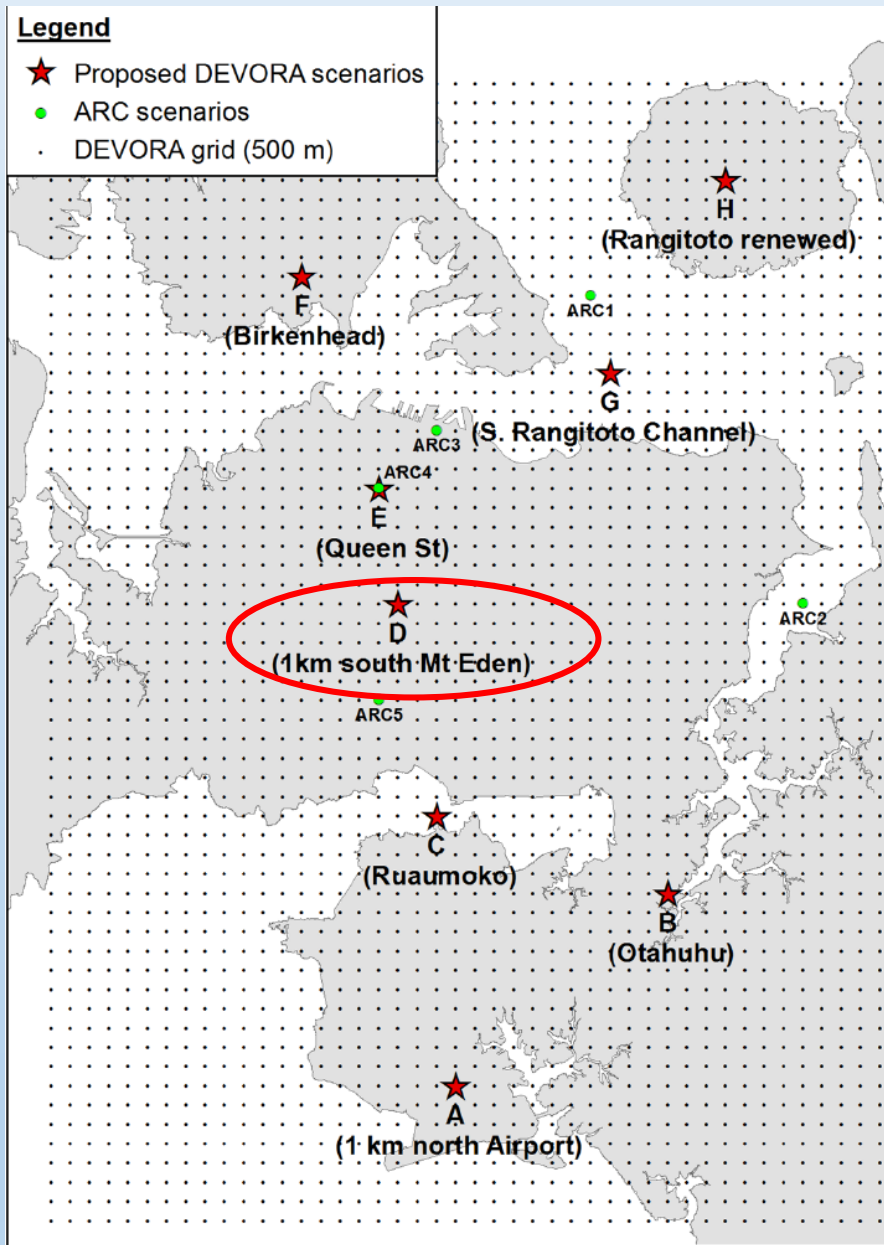 Legend
Proposed DEVORA scenarios
ARC scenarios
DEVORA grid (500 m)
H
(Rangitoto renewed)
F
(Birkenhead)
ARC1
G
(S. Rangitoto Channel)
ARC3
ARC4
E
(Queen St)
D
(1km south Mt Eden)
ARC2
ARC5
C
(Ruaumoko)
B
(Otahuhu)
A
(1 km north Airport)